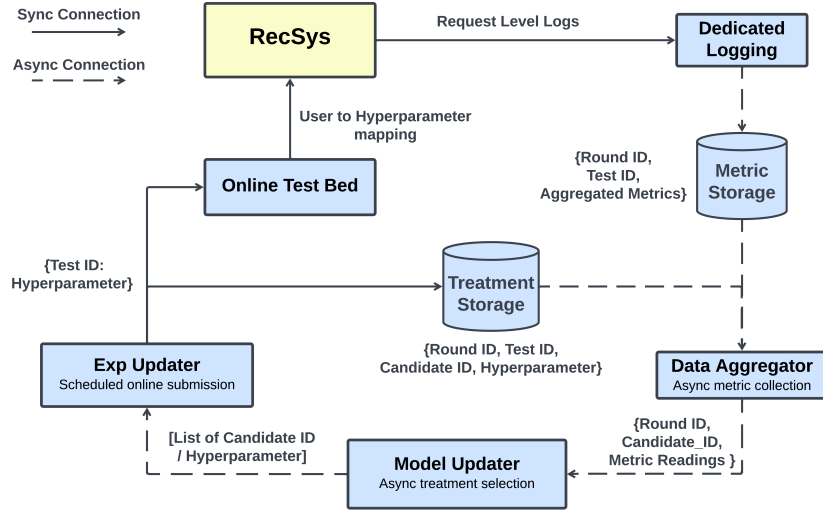 Sync Connection
Async Connection
RecSys
Request Level Logs
Dedicated
Logging
User to Hyperparameter
mapping
Online Test Bed
{Round ID,
Test ID,
Aggregated Metrics}
Metric
Storage
{Test ID:
Hyperparameter}
Treatment
Storage
{Round ID, Test ID,
Candidate ID, Hyperparameter}
Exp Updater
Scheduled online submission
Data Aggregator
Async metric collection
[List of Candidate ID
/ Hyperparameter]
Model Updater
Async treatment selection
{Round ID,
Candidate_ID,
Metric Readings }